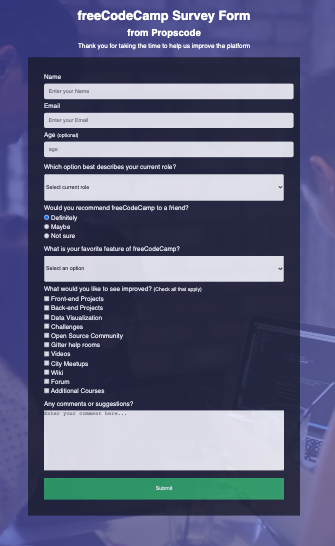 freeCodeCamp Survey Form
from Propscode
Thank you for taking the time to help us improve the platform
Name
Enter your Name
Email
Enter your Email
Age (optional)
age
Which option best describes your current role?
Select current role
Would you recommend freeCodeCamp to a friend?
Definitely
Maybe
Not sure
What is your favorite feature of freeCodeCamp?
Select an option
What would you like to see improved? (Check all that apply)
Front-end Projects
Back-end Projects
Data Visualization
Challenges
Open Source Community
Gitter help rooms
Videos
City Meetups
Wiki
Forum
Additional Courses
Any comments or suggestions?
Enter your comment here...
Submit